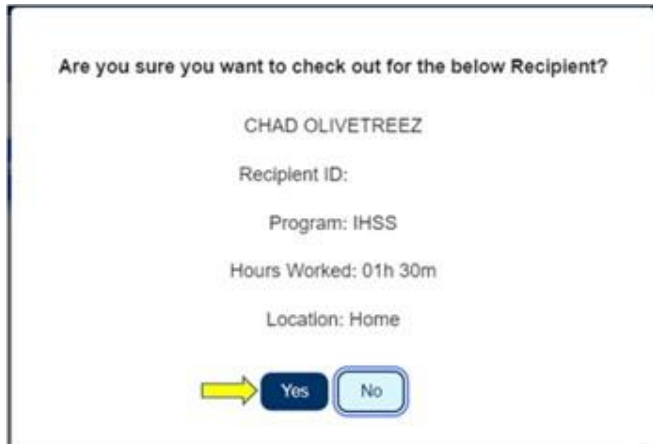 Are you sure you want to check out for the below Recipient?
CHAD OLIVETREEZ
Recipient ID:
Program: IHSS
Hours Worked: 01h 30m
Location: Home
Yes No